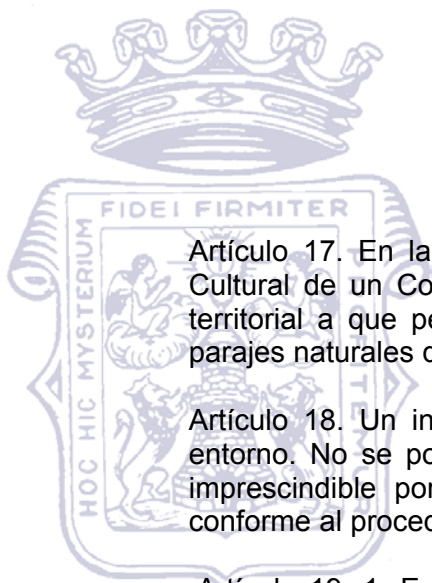 FIDEI FIRMITER
HOC HIC MYSTERIUM
Artículo 17. En la
Cultural de un Co
territorial a que pe
parajes naturales
Artículo 18. Un in
entorno. No se po
imprescindible por
conforme al proced